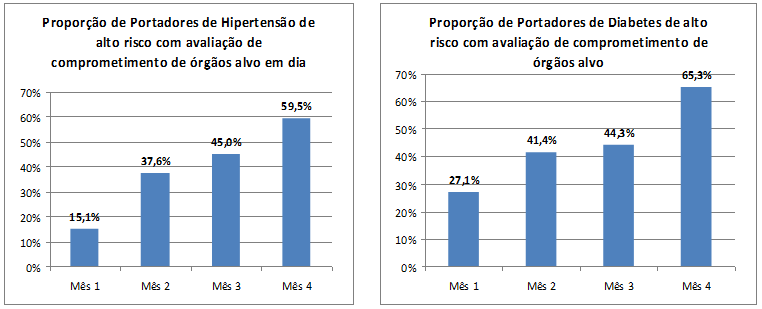 Proporção de Portadores de Hipertensão de
alto risco com avaliação de
comprometimento de órgãos alvo em dia
70%
60%
50%
40%
30%
20%
10%
0%
15,1%
37,6%
45,0%
59,5%
Mês 1
Mês 2
Mês 3
Mês 4
Proporção de Portadores de Diabetes de alto
risco com avaliação de comprometimento de
órgãos alvo
70%
60%
50%
40%
30%
20%
10%
0%
27,1%
41,4%
44,3%
65,3%
Mês 1
Mês 2
Mês 3
Mês 4